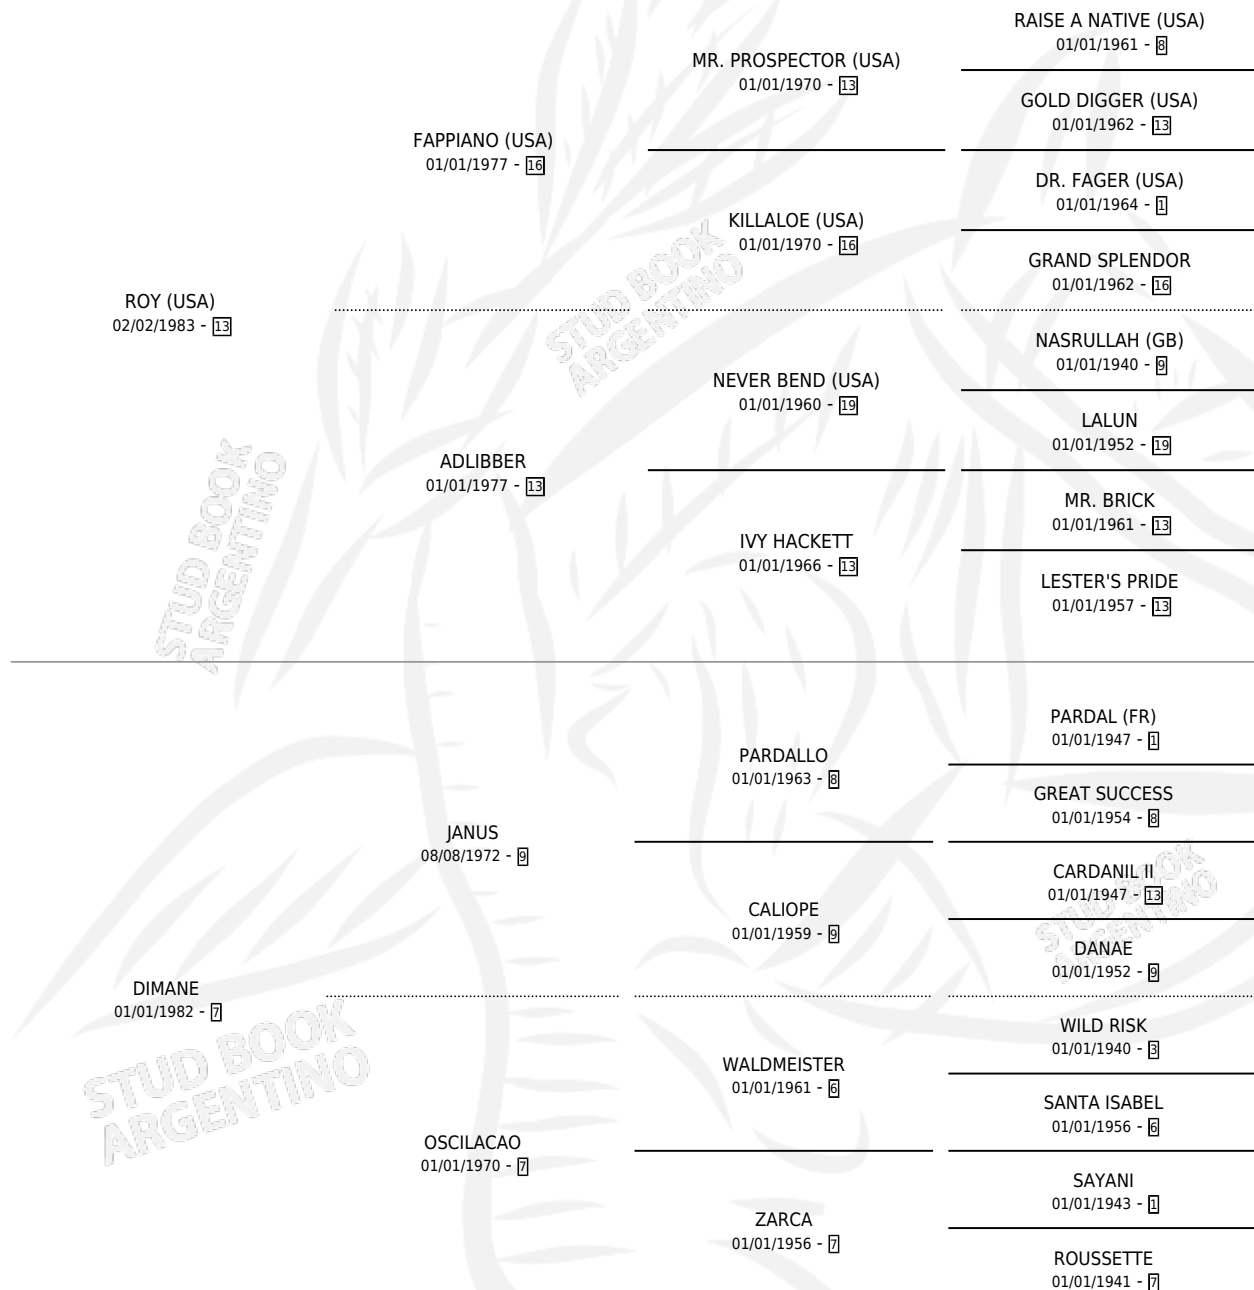 RAISE A NATIVE (USA)
01/01/1961 - 8
MR. PROSPECTOR (USA)
01/01/1970 - 13
GOLD DIGGER (USA)
01/01/1962 - 13
FAPPIANO (USA)
01/01/1977 - 16
DR. FAGER (USA)
01/01/1964 - 1
KILLALOE (USA)
01/01/1970 - 16
GRAND SPLENDOR
01/01/1962 - 16
ROY (USA)
02/02/1983 - 13
NASRULLAH (GB)
01/01/1940 - 9
NEVER BEND (USA)
01/01/1960 - 19
LALUN
01/01/1952 - 19
ADLIBBER
01/01/1977 - 13
MR. BRICK
01/01/1961 - 13
IVY HACKETT
01/01/1966 - 13
LESTER'S PRIDE
01/01/1957 - 13
PARDAL (FR)
01/01/1947 - 1
PARDALLO
01/01/1963 - 8
GREAT SUCCESS
01/01/1954 - 8
JANUS
08/08/1972 - 9
CARDANIL II
01/01/1947 - 13
CALIOPE
01/01/1959 - 9
DANAE
01/01/1952 - 9
DIMANE
01/01/1982 - 7
WILD RISK
01/01/1940 - 3
WALDMEISTER
01/01/1961 - 6
SANTA ISABEL
01/01/1956 - 6
OSCILACAO
01/01/1970 - 7
SAYANI
01/01/1943 - 1
ZARCA
01/01/1956 - 7
ROUSSETTE
01/01/1941 - 7
STUD BOOK
ARGENTINO
STUD BOOK
ARGENTINO
STUD BOOK
ARGENTINO
STUD BOOK
ARGENTINO